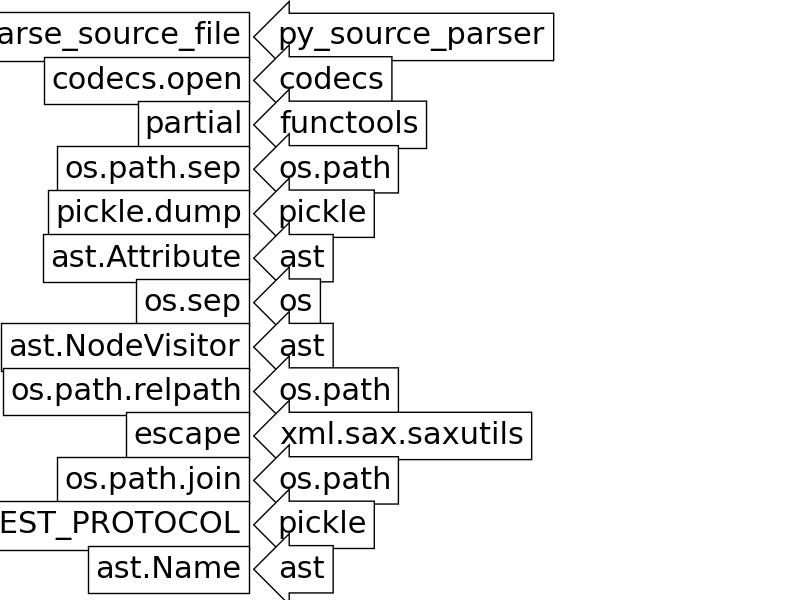 arse_source_file py_source_parser
codecs.open codecs
partial functools
os.path.sep os.path
pickle.dump pickle
ast.Attribute ast
os.sep os
ast.NodeVisitor ast
os.path.relpath os.path
escape xml.sax.saxutils
os.path.join os.path
EST_PROTOCOL pickle
ast.Name ast